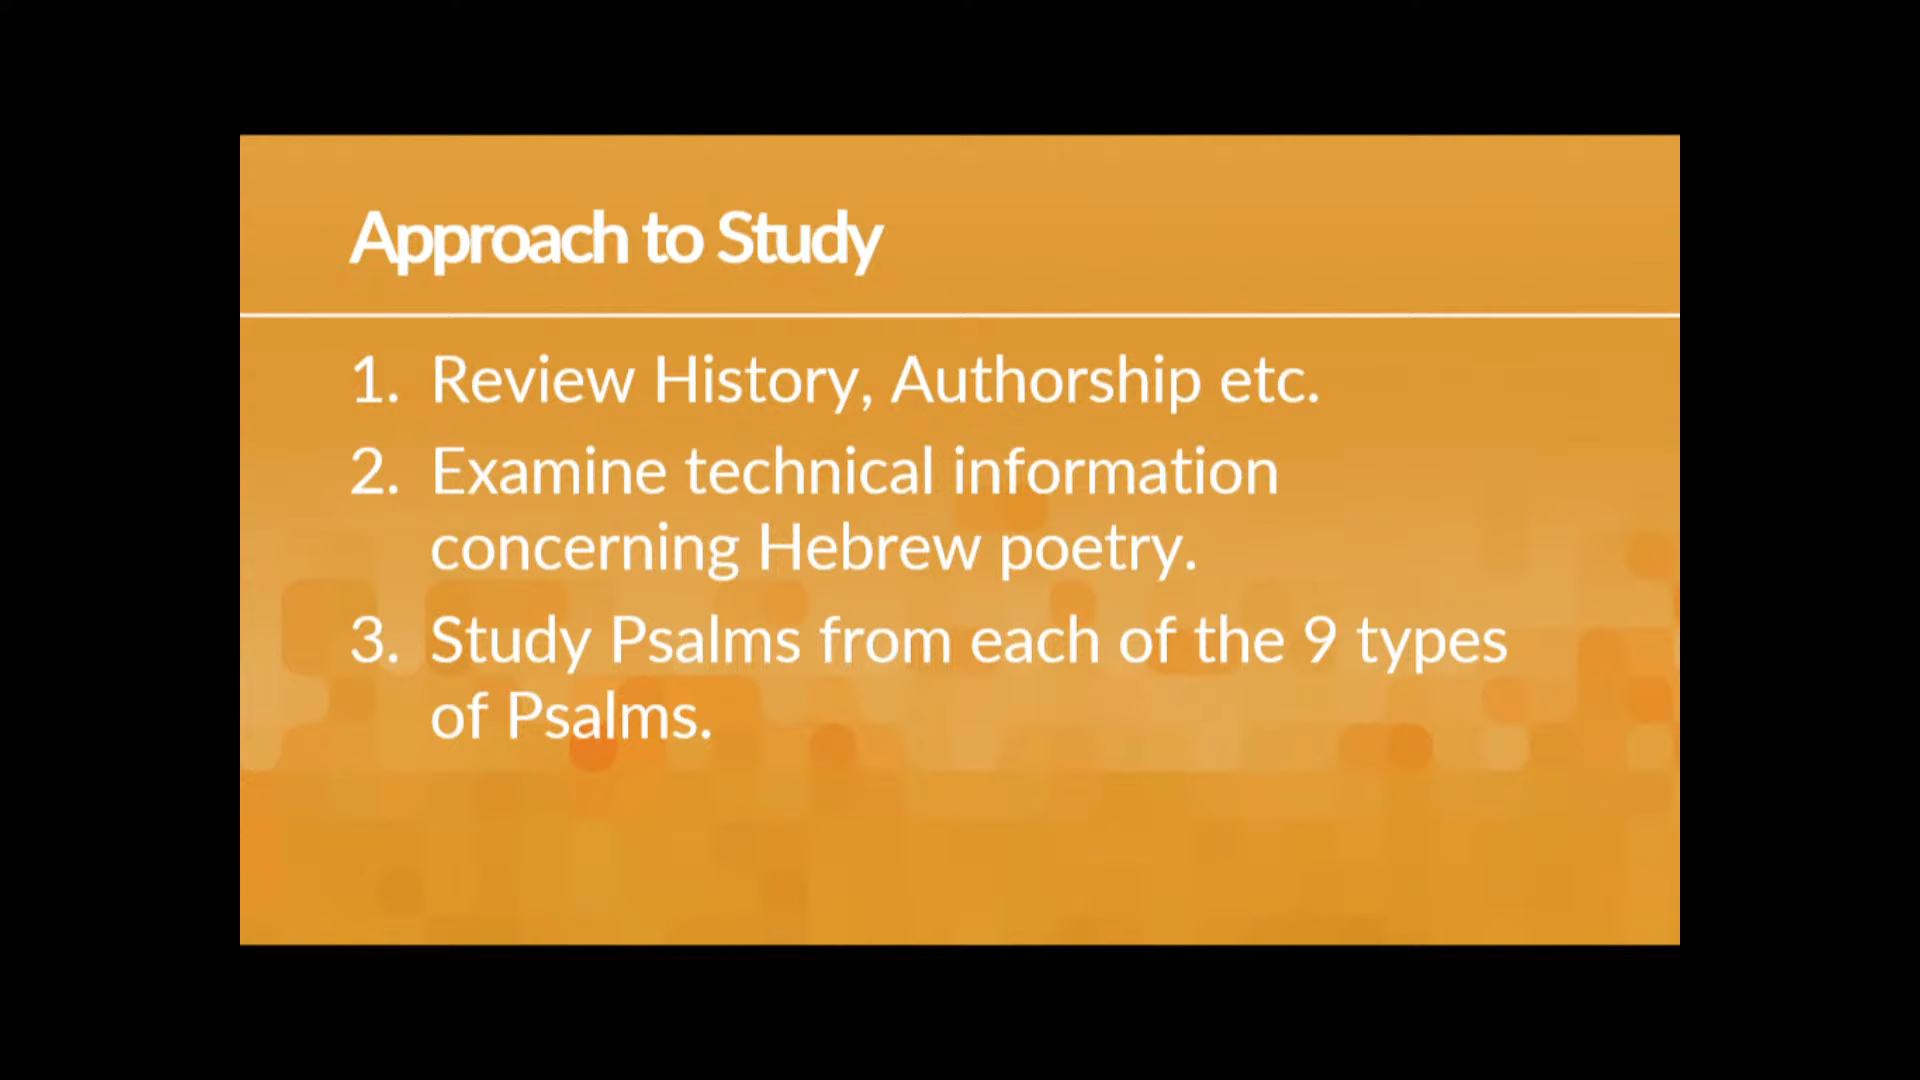 Approach to Study
1. Review History, Authorship etc.
2. Examine technical information
concerning Hebrew poetry.
3. Study Psalms from each of the 9 types
of Psalms.